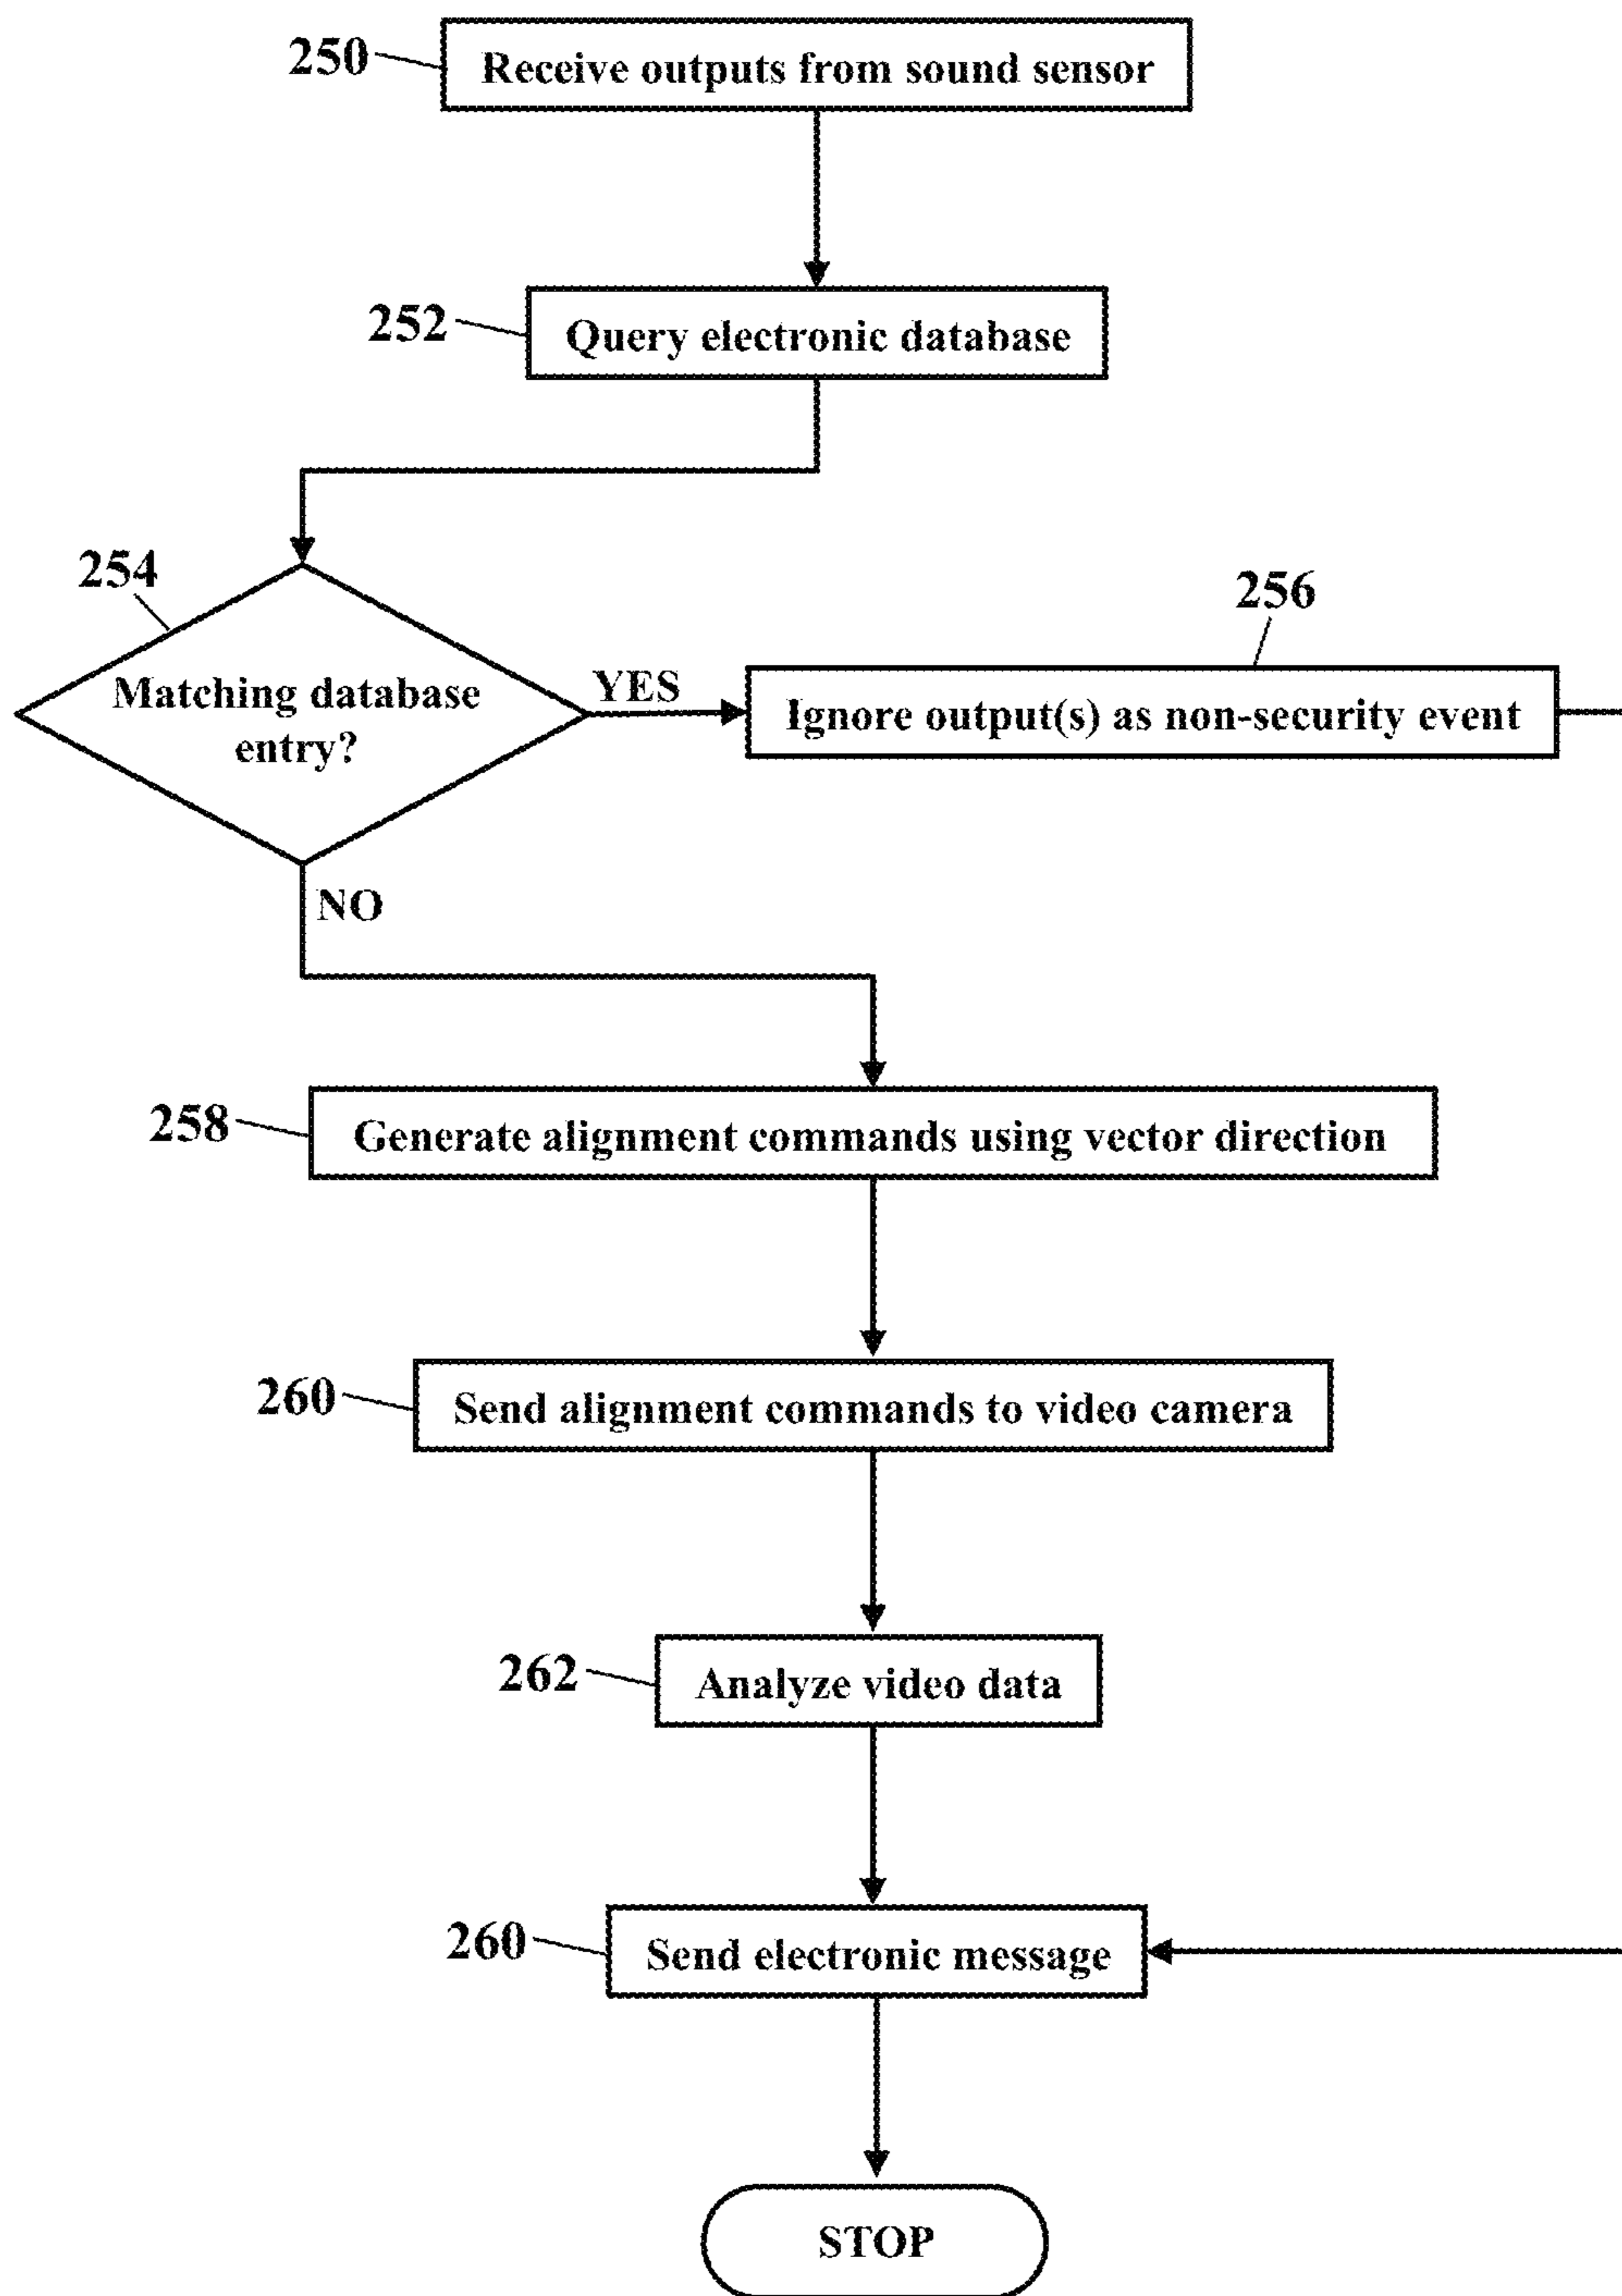 250
Receive outputs from sound sensor
252
Query electronic database
254
Matching database
entry?
YES
256
Ignore output(s) as non-security event
NO
258
Generate alignment commands using vector direction
260
Send alignment commands to video camera
262
Analyze video data
260
Send electronic message
STOP